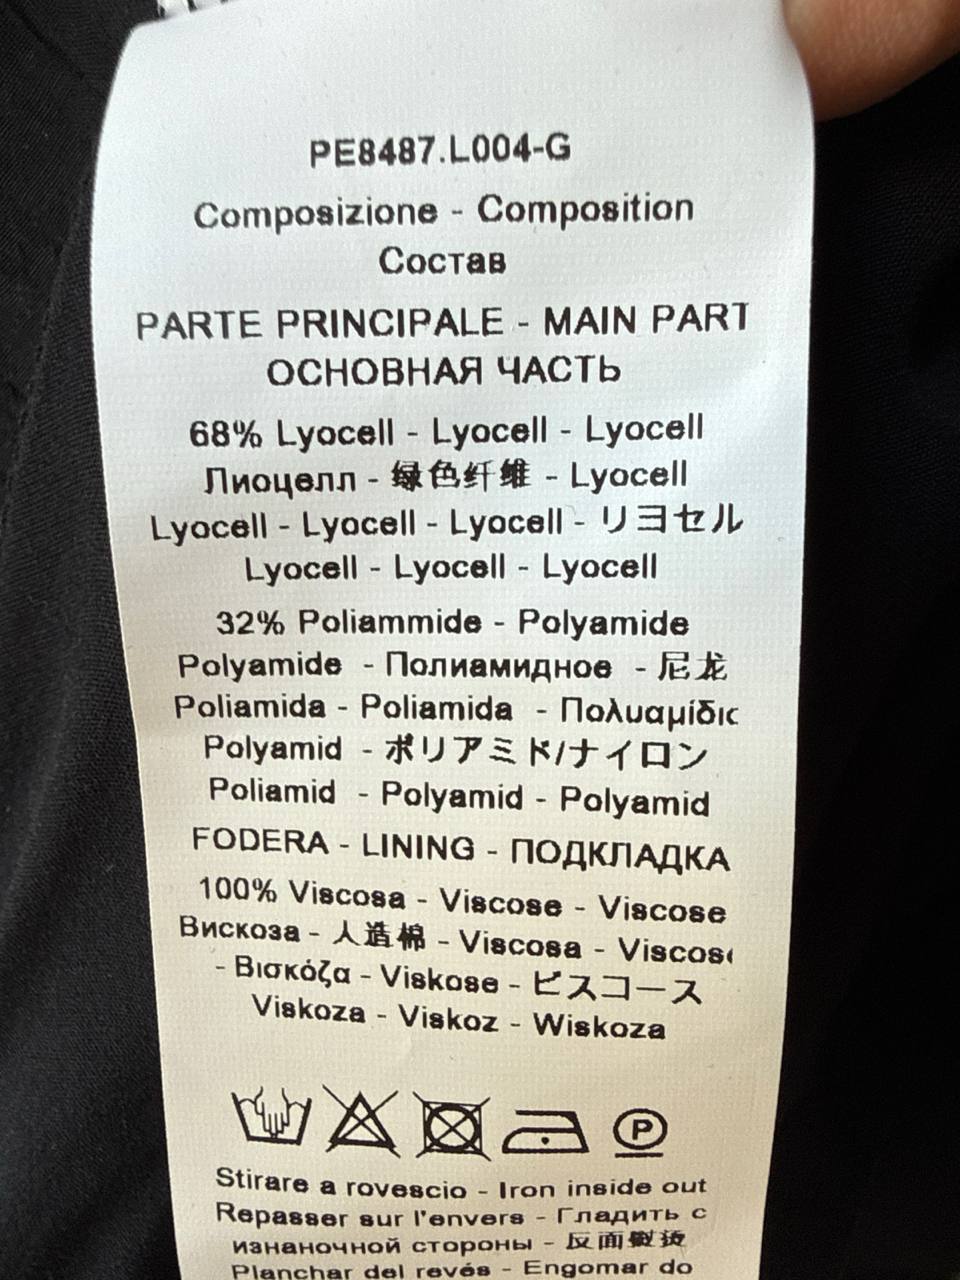 PE8487.L004-G
Composizione - Composition
Состав
PARTE PRINCIPALE - MAIN PART
ОСНОВНАЯ ЧАСТЬ
68% Lyocell - Lyocell - Lyocell
Лиоцелл - 绿色纤维 - Lyocell
Lyocell - Lyocell - Lyocell - リヨセル
Lyocell - Lyocell - Lyocell
32% Poliammide - Polyamide
Polyamide - Полиамидное - 尼龙
Poliamida - Poliamida - Πολυαμίδις
Polyamid - ポリアミド/ナイロン
Poliamid - Polyamid - Polyamid
FODERA - LINING - ПОДКЛАДКА
100% Viscosa - Viscose - Viscose
Вискоза - 人造棉 - Viscosa - Viscose
- Βισκόζα - Viskose - ビスコース
Viskoza - Viskoz - Wiskoza
P
Stirare a rovescio - Iron inside out
Repasser sur l'envers - Гладить с
изнаночной стороны - 反面熨烫
Planchar del revés - Engomar do